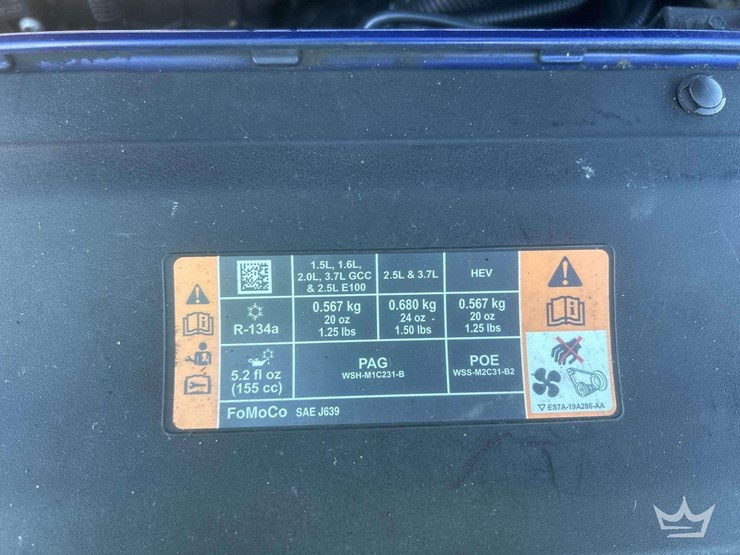 1.5L, 1.6L,
2.0L, 3.7L GCC
& 2.5L E100
2.5L & 3.7L
HEV
R-134a
0.567 kg
20 oz
1.25 lbs
0.680 kg
24 oz
1.50 lbs
0.567 kg
20 oz
1.25 lbs
5.2 fl oz
(155 cc)
PAG
WSH-M1C231-B
POE
WSS-M2C31-B2
FoMoCo SAE J639
ES7A-19A286-AA